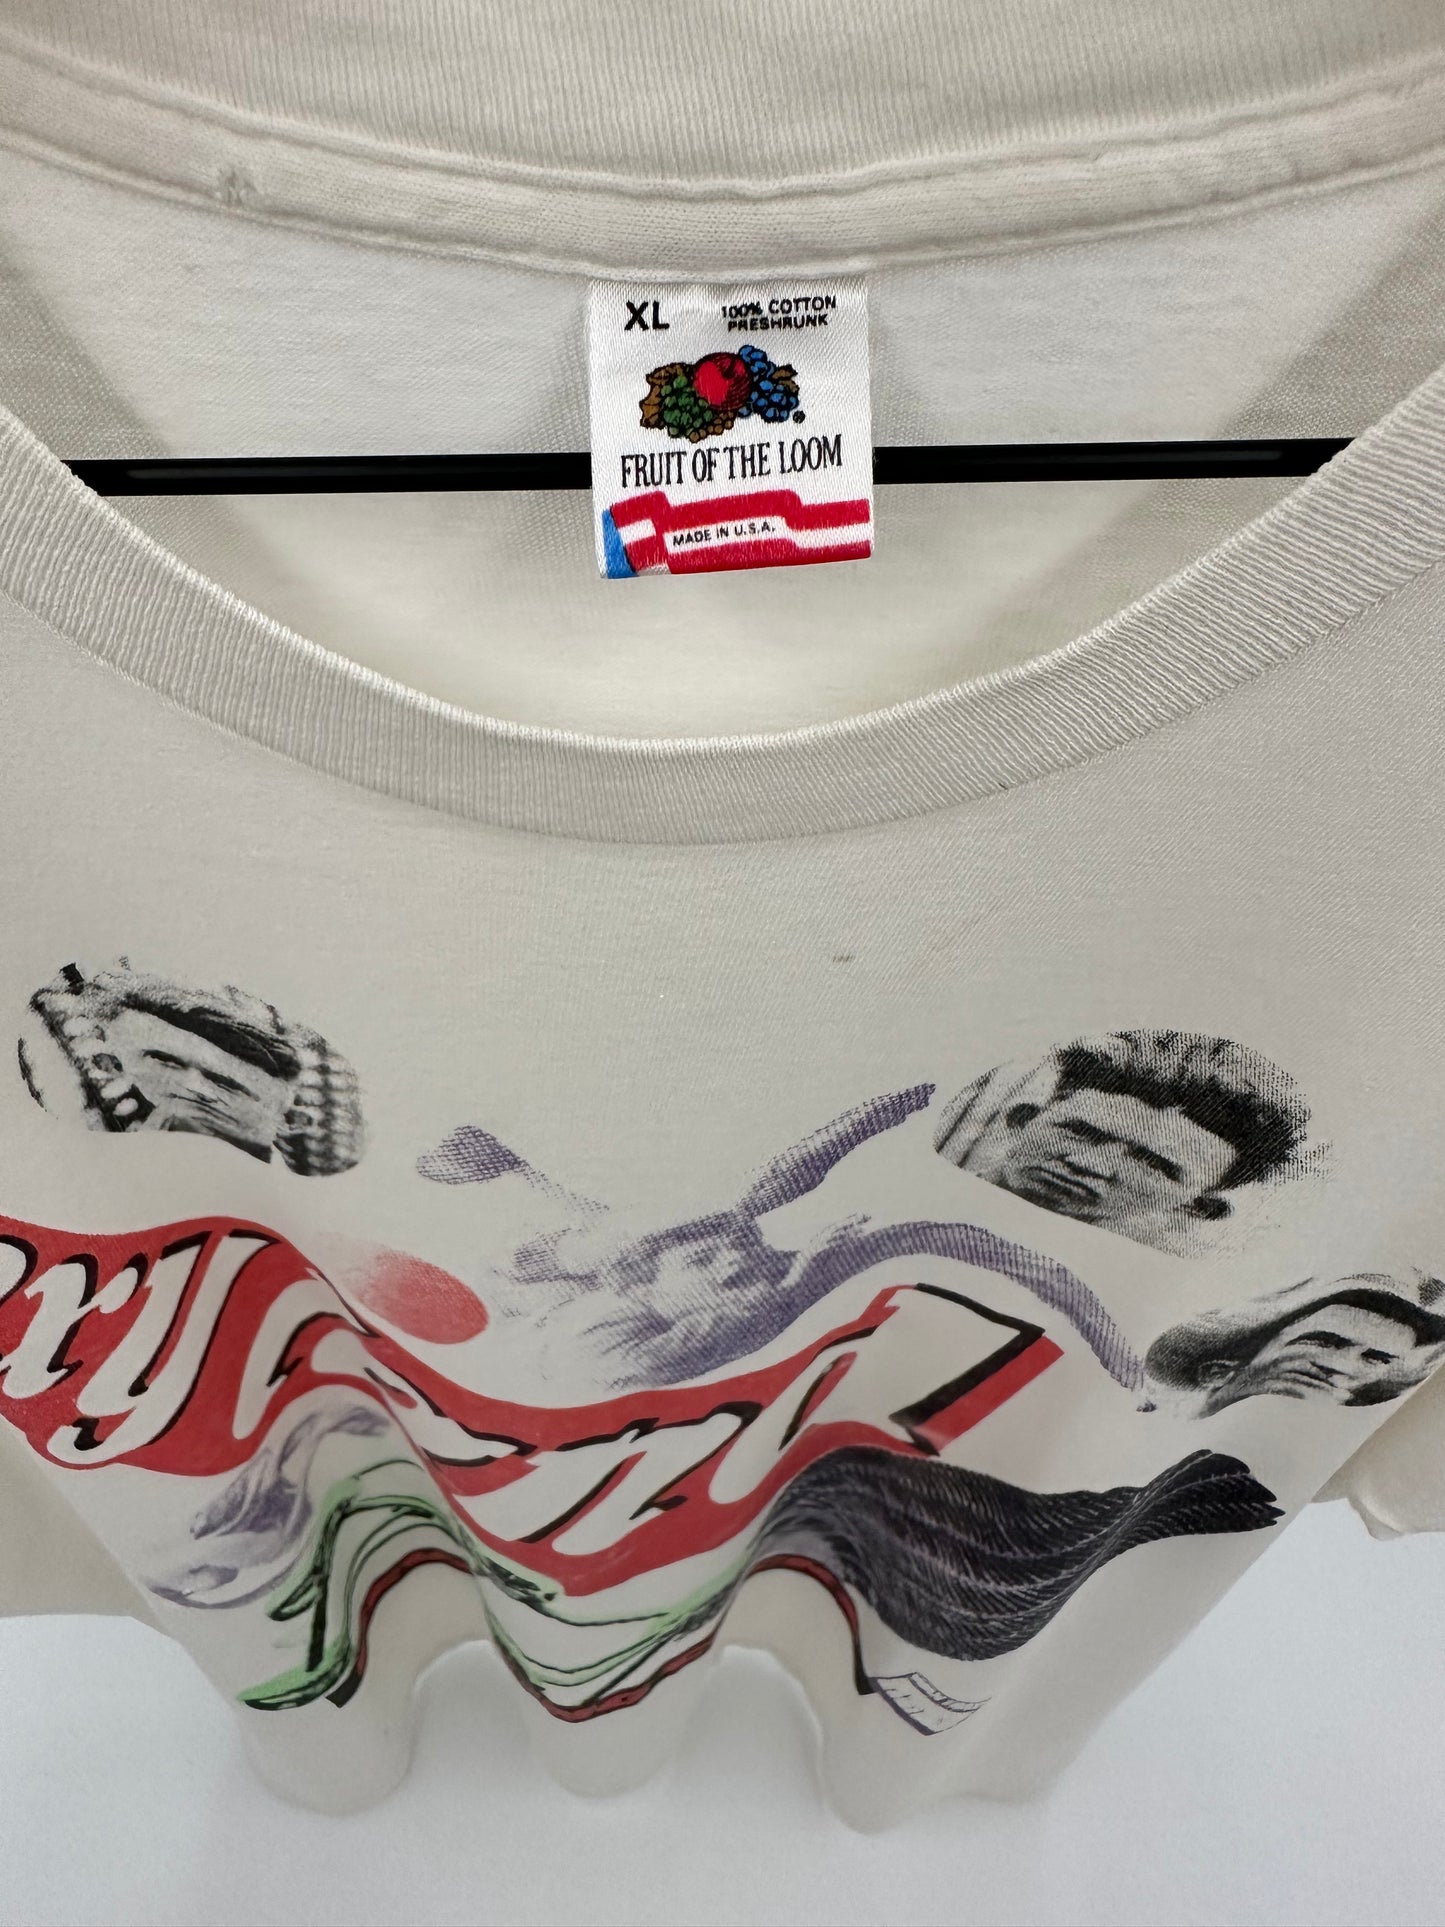 XL
100% COTTON
PRESHRUNK
FRUIT OF THE LOOM
MADE IN U.S.A.